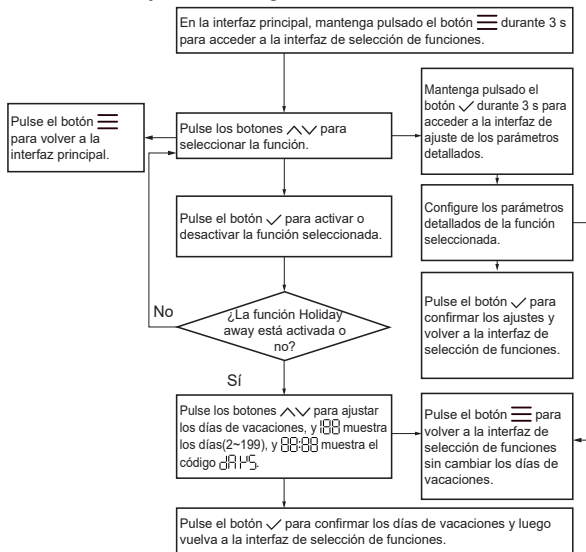 En la interfaz principal, mantenga pulsado el botón ☰ durante 3 s
para acceder a la interfaz de selección de funciones.
Pulse el botón ☰
para volver a la
interfaz principal.
Pulse los botones ︿﹀ para
seleccionar la función.
Mantenga pulsado el
botón ✓ durante 3 s para
acceder a la interfaz de
ajuste de los parámetros
detallados.
Pulse el botón ✓ para activar o
desactivar la función seleccionada.
Configure los parámetros
detallados de la función
seleccionada.
No
¿La función Holiday
away está activada o
no?
Pulse el botón ✓ para
confirmar los ajustes y
volver a la interfaz de
selección de funciones.
Sí
Pulse los botones ︿﹀ para ajustar
los días de vacaciones, y 188 muestra
los días(2~199), y 88:88 muestra el
código dAYS.
Pulse el botón ☰ para
volver a la interfaz de
selección de funciones
sin cambiar los días de
vacaciones.
Pulse el botón ✓ para confirmar los días de vacaciones y luego
vuelva a la interfaz de selección de funciones.